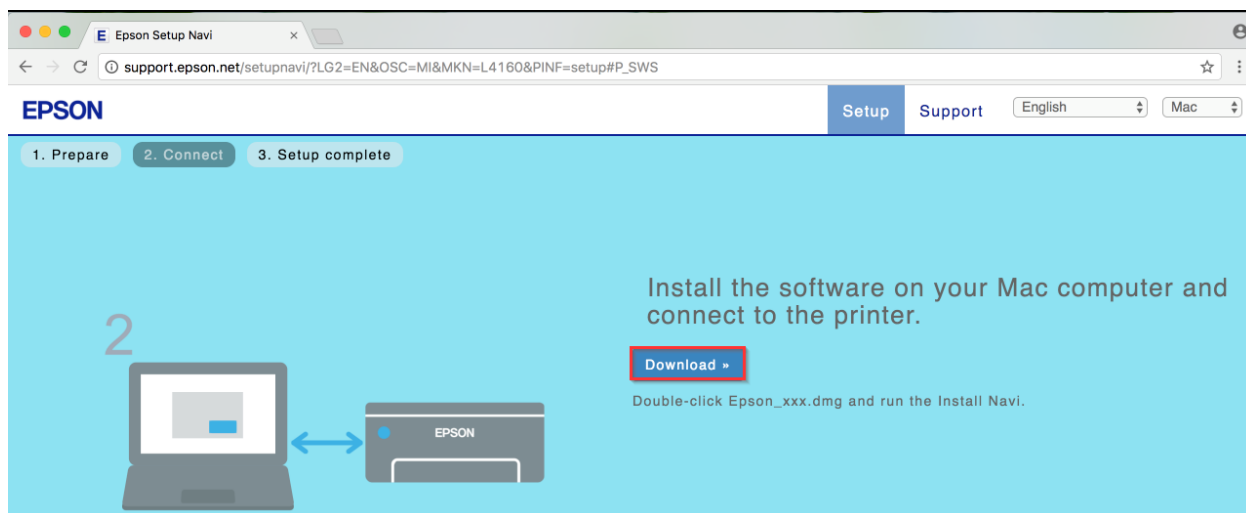 Epson Setup Navi
support.epson.net/setupnavi/?LG2=EN&OSC=MI&MKN=L4160&PINF=setup#P_SWS
EPSON Setup Support English Mac
1. Prepare 2. Connect 3. Setup complete
Install the software on your Mac computer and
connect to the printer.
2
Download »
Double-click Epson_xxx.dmg and run the Install Navi.
EPSON